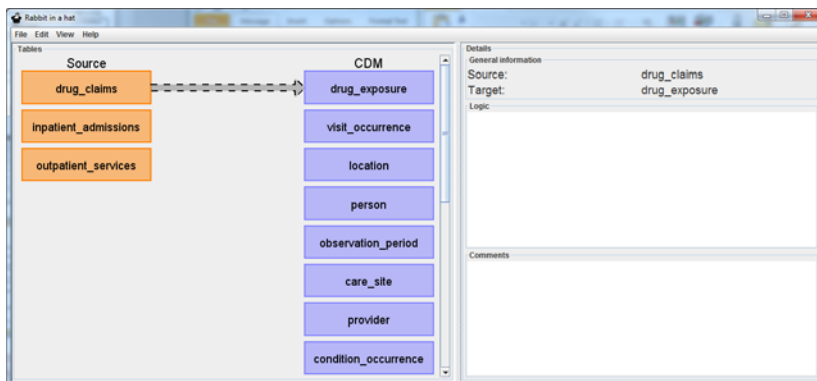 Rabbit in a hat
File Edit View Help
Tables
Source
CDM
drug_claims
drug_exposure
inpatient_admissions
visit_occurrence
outpatient_services
location
person
observation_period
care_site
provider
condition_occurrence
Details
General information
Source: drug_claims
Target: drug_exposure
Logic
Comments